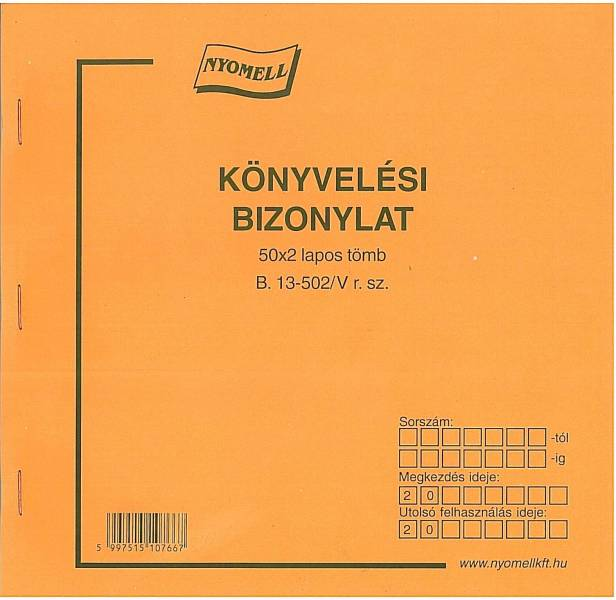 NYOMELL
KÖNYVELÉSI
BIZONYLAT
50x2 lapos tömb
B. 13-502/V r. sz.
Sorszám:
-tól
-ig
Megkezdés ideje:
2 0
Utolsó felhasználás ideje:
2 0
5 997515 107667
www.nyomellkft.hu